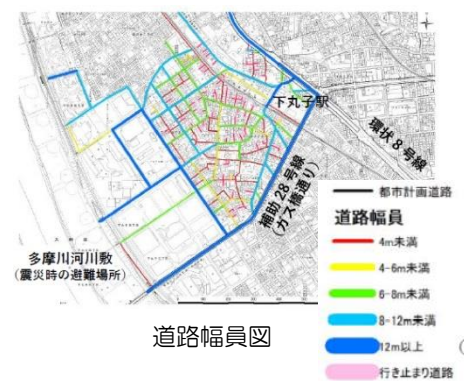 下丸子駅
環状8号線
補助28号線
(ガス橋通り)
多摩川河川敷
(震災時の避難場所)
都市計画道路
道路幅員
4m未満
4-6m未満
6-8m未満
8-12m未満
12m以上
行き止まり道路
道路幅員図